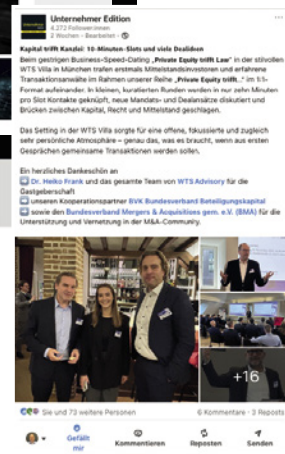 Unternehmer Edition
4.272 Follower:innen
2 Wochen • Bearbeitet •
Kapital trifft Kanzlei: 10-Minuten-Slots und viele Dealideen
Beim gestrigen Business-Speed-Dating „Private Equity trifft Law" in der stilvollen
WTS Villa in München trafen erstmals Mittelstandsinvestoren und erfahrene
Transaktionsanwälte im Rahmen unserer Reihe „Private Equity trifft..." im 1:1-
Format aufeinander. In kleinen, kuratierten Runden wurden in nur zehn Minuten
pro Slot Kontakte geknüpft, neue Mandats- und Dealansätze diskutiert und
Brücken zwischen Kapital, Recht und Mittelstand geschlagen.
Das Setting in der WTS Villa sorgte für eine offene, fokussierte und zugleich
sehr persönliche Atmosphäre – genau das, was es braucht, wenn aus ersten
Gesprächen gemeinsame Transaktionen werden sollen.
Ein herzliches Dankeschön an
Dr. Heiko Frank und das gesamte Team von WTS Advisory für die
Gastgeberschaft
unseren Kooperationspartner BVK Bundesverband Beteiligungskapital
sowie den Bundesverband Mergers & Acquisitions gem. e.V. (BMA) für die
Unterstützung und Vernetzung in der M&A-Community.
+16
Sie und 73 weitere Personen
6 Kommentare • 3 Reposts
Gefällt
mir
Kommentieren
Reposten
Senden